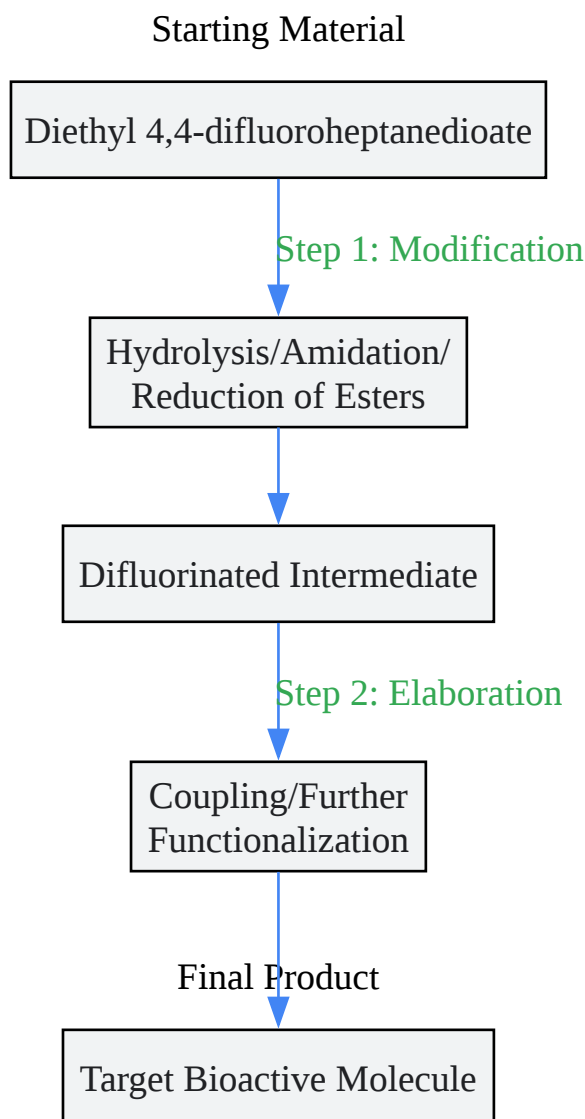 Starting Material
Diethyl 4,4-difluoroheptanedioate
Step 1: Modification
Hydrolysis/Amidation/
Reduction of Esters
Difluorinated Intermediate
Step 2: Elaboration
Coupling/Further
Functionalization
Final Product
Target Bioactive Molecule